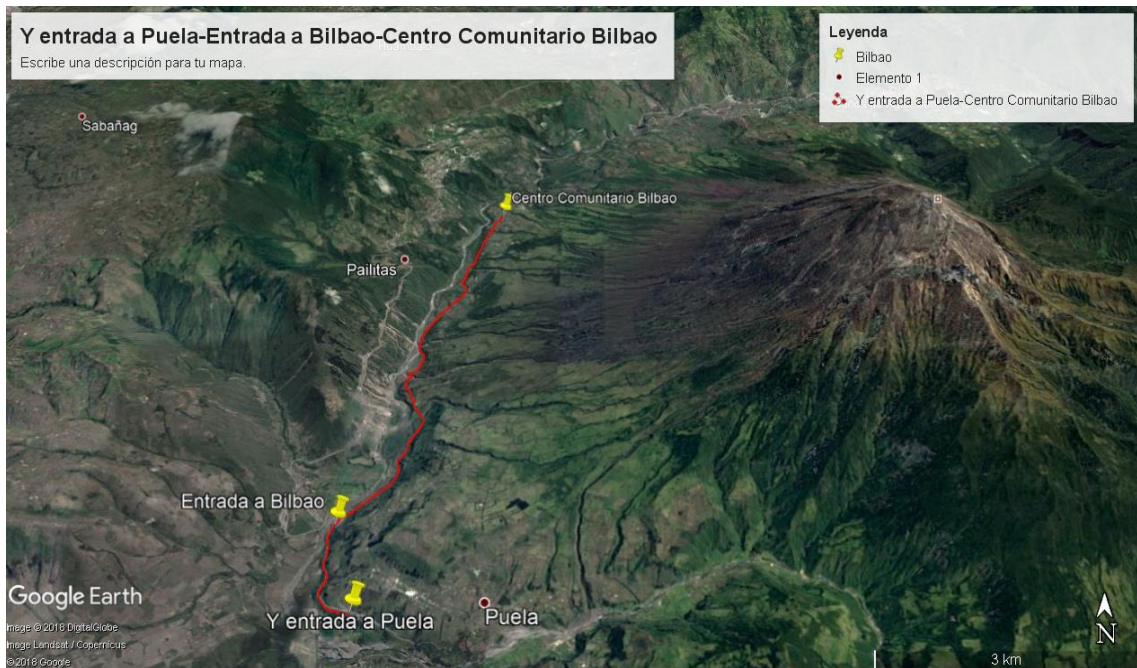 Y entrada a Puela-Entrada a Bilbao-Centro Comunitario Bilbao
Escribe una descripción para tu mapa.
Leyenda
Bilbao
Elemento 1
Y entrada a Puela-Centro Comunitario Bilbao
Sabañag
Centro Comunitario Bilbao
Pailitas
Entrada a Bilbao
Y entrada a Puela
Puela
Google Earth
Image © 2018 DigitalGlobe
Image Landsat / Copernicus
© 2018 Google
N
3 km